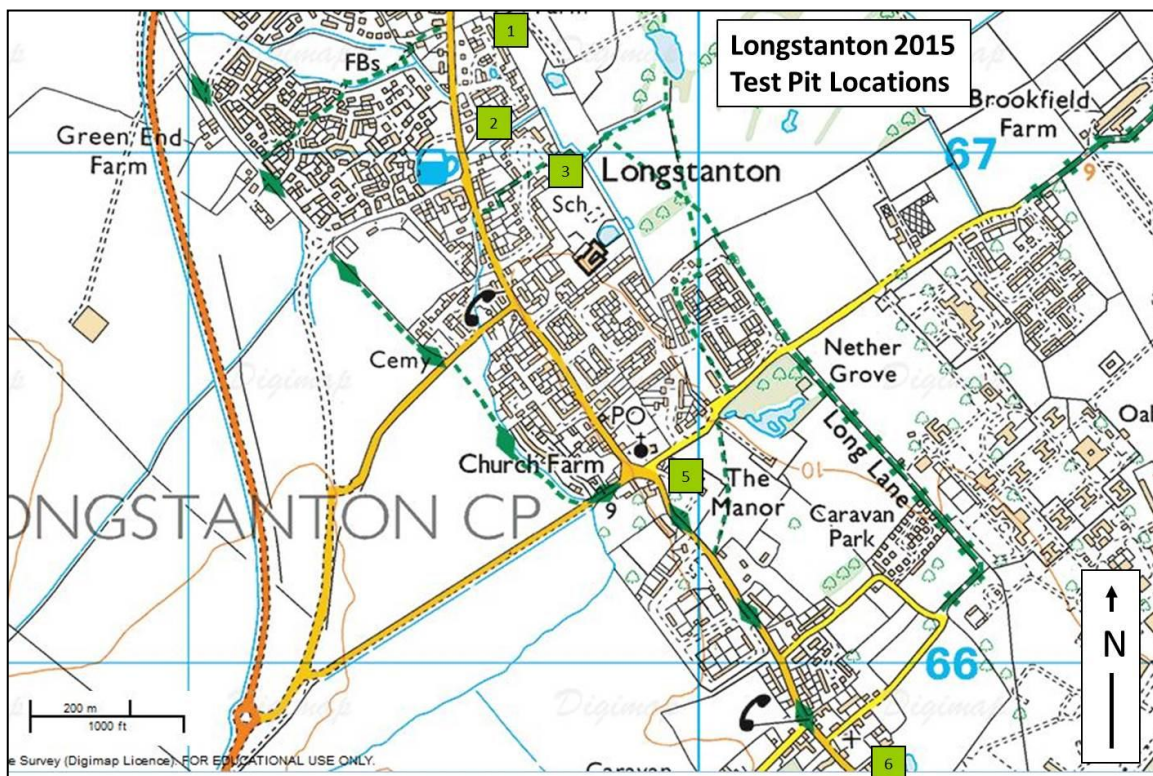 1
Longstanton 2015
Test Pit Locations
FBs
2
Brookfield
Farm
Green End
Farm
67
9
3
Longstanton
Sch
Cemy
Nether
Grove
PO
Long Lane
Church Farm
5
The
Manor
10
Oa
ONGSTANTON CP
9
Caravan
Park
N
66
200 m
1000 ft
6
e Survey (Digimap Licence). FOR EDUCATIONAL USE ONLY.
Caravan
Digimap